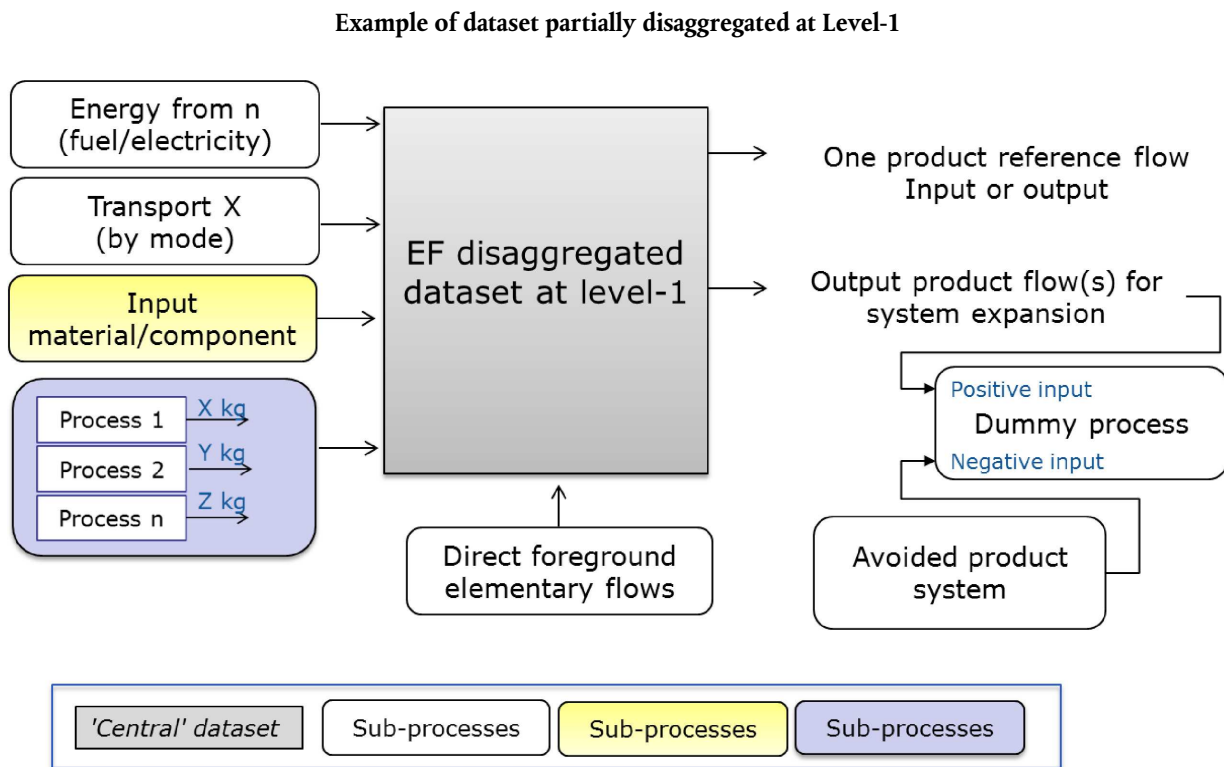 Example of dataset partially disaggregated at Level-1
Energy from n
(fuel/electricity)
Transport X
(by mode)
Input
material/component
Process 1
X kg
Process 2
Y kg
Process n
Z kg
EF disaggregated
dataset at level-1
Direct foreground
elementary flows
One product reference flow
Input or output
Output product flow(s) for
system expansion
Positive input
Dummy process
Negative input
Avoided product
system
'Central' dataset
Sub-processes
Sub-processes
Sub-processes